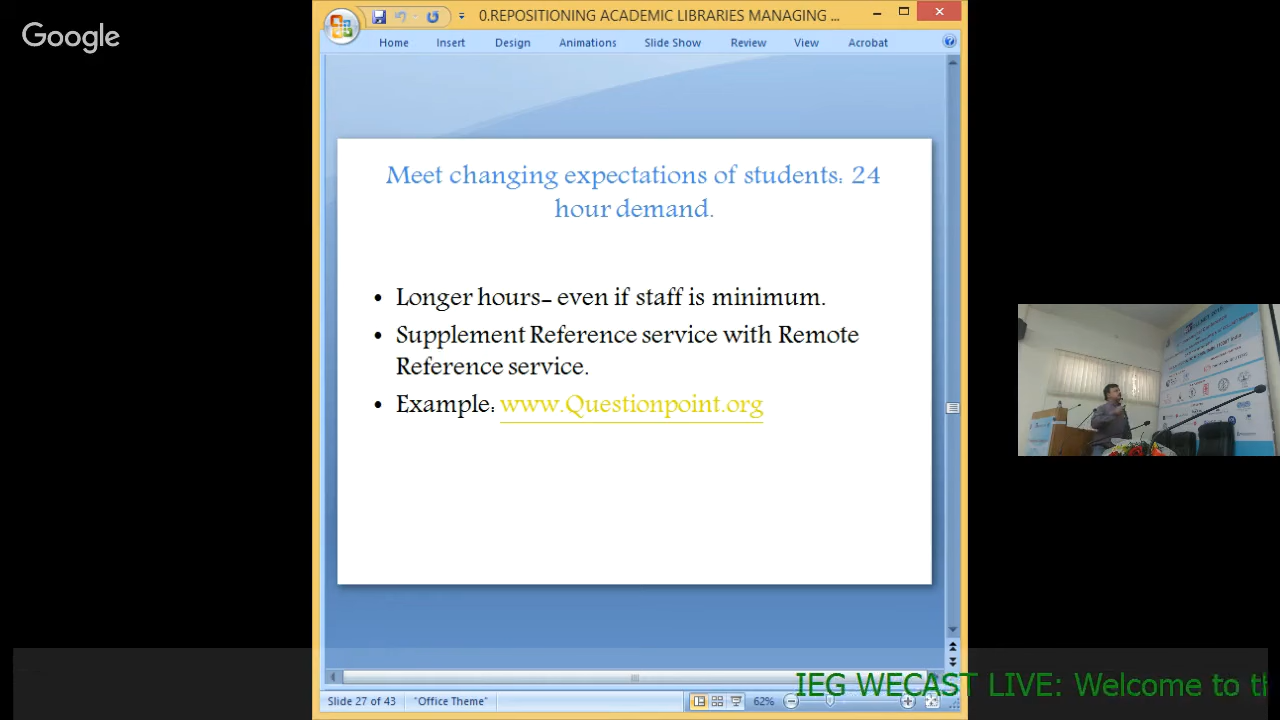 Google
0.REPOSITIONING ACADEMIC LIBRARIES MANAGING ...
Home Insert Design Animations Slide Show Review View Acrobat
Meet changing expectations of students: 24
hour demand.
• Longer hours– even if staff is minimum.
• Supplement Reference service with Remote
Reference service.
• Example: www.Questionpoint.org
Slide 27 of 43 "Office Theme" 62%
IEG WECAST LIVE: Welcome to th